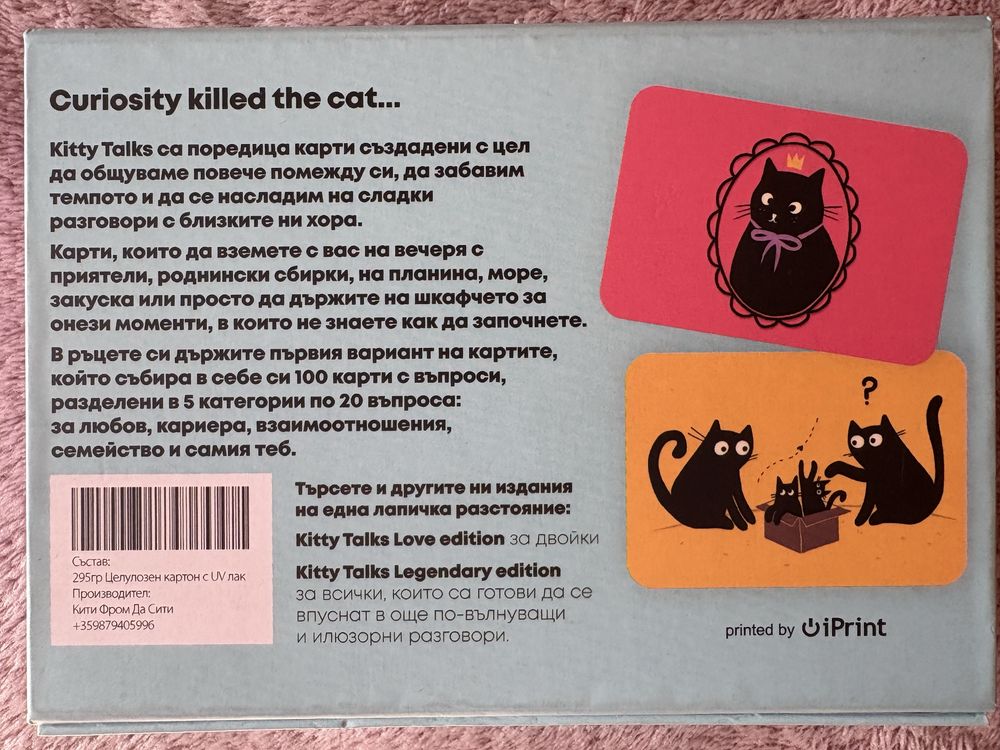 Curiosity killed the cat...
Kitty Talks са поредица карти създадени с цел
да общуваме повече помежду си, да забавим
темпото и да се насладим на сладки
разговори с близките ни хора.
Карти, които да вземете с вас на вечеря с
приятели, роднински сбирки, на планина, море,
закуска или просто да държите на шкафчето за
онези моменти, в които не знаете как да започнете.
В ръцете си държите първия вариант на картите,
който събира в себе си 100 карти с въпроси,
разделени в 5 категории по 20 въпроса:
за любов, кариера, взаимоотношения,
семейство и самия теб.
Състав:
295гр Целулозен картон с UV лак
Производител:
Кити Фром Да Сити
+359879405996
Търсете и другите ни издания
на една лапичка разстояние:
Kitty Talks Love edition за двойки
Kitty Talks Legendary edition
за всички, които са готови да се
впуснат в още по-вълнуващи
и илюзорни разговори.
?
printed by iPrint